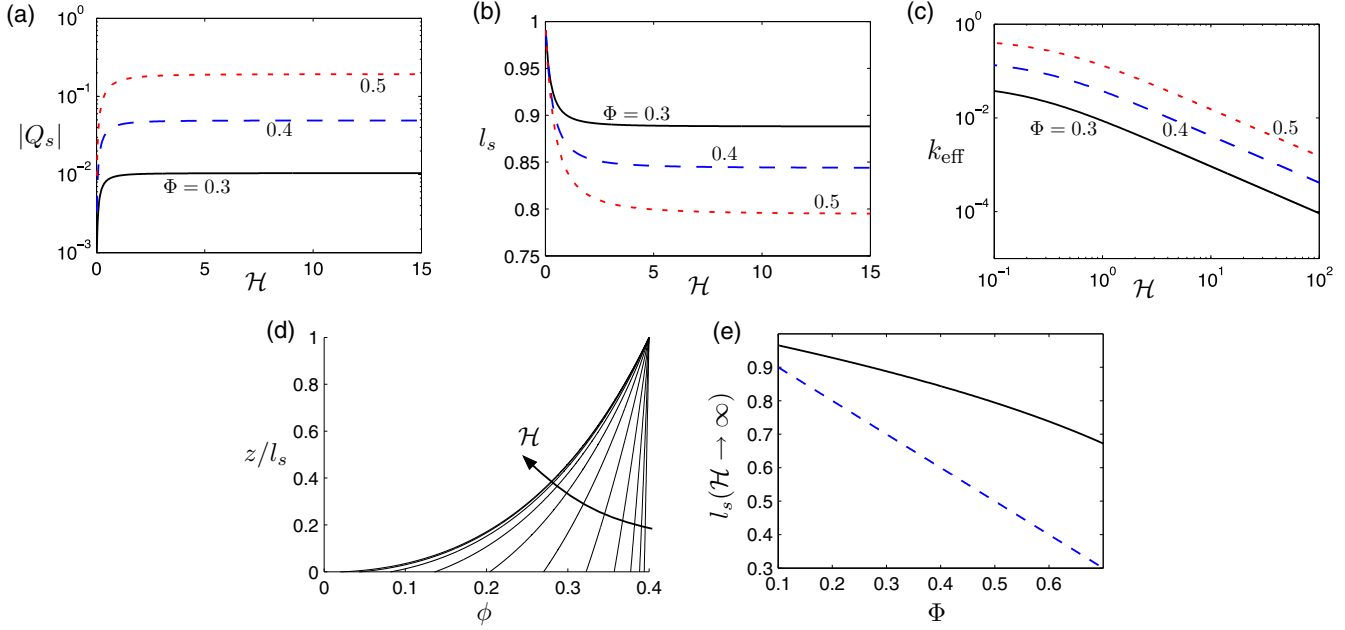 (a)
10^0
10^{-1}
10^{-2}
10^{-3}
|Q_s|
0.5
0.4
Φ = 0.3
0 5 10 15
ℋ
(b)
1
0.95
0.9
0.85
0.8
0.75
l_s
Φ = 0.3
0.4
0.5
0 5 10 15
ℋ
(c)
10^0
10^{-2}
10^{-4}
k_eff
Φ = 0.3
0.4
0.5
10^{-1} 10^0 10^1 10^2
ℋ
(d)
1
0.8
0.6
0.4
0.2
0
z/l_s
ℋ
0 0.1 0.2 0.3 0.4
ϕ
(e)
0.9
0.8
0.7
0.6
0.5
0.4
0.3
l_s(ℋ → ∞)
0.1 0.2 0.3 0.4 0.5 0.6
Φ